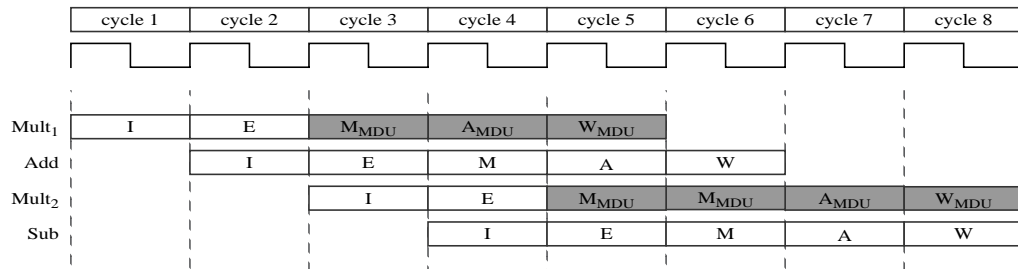 cycle 1 cycle 2 cycle 3 cycle 4 cycle 5 cycle 6 cycle 7 cycle 8
Mult1 I E MMDU AMDU WMDU
Add I E M A W
Mult2 I E MMDU MMDU AMDU WMDU
Sub I E M A W